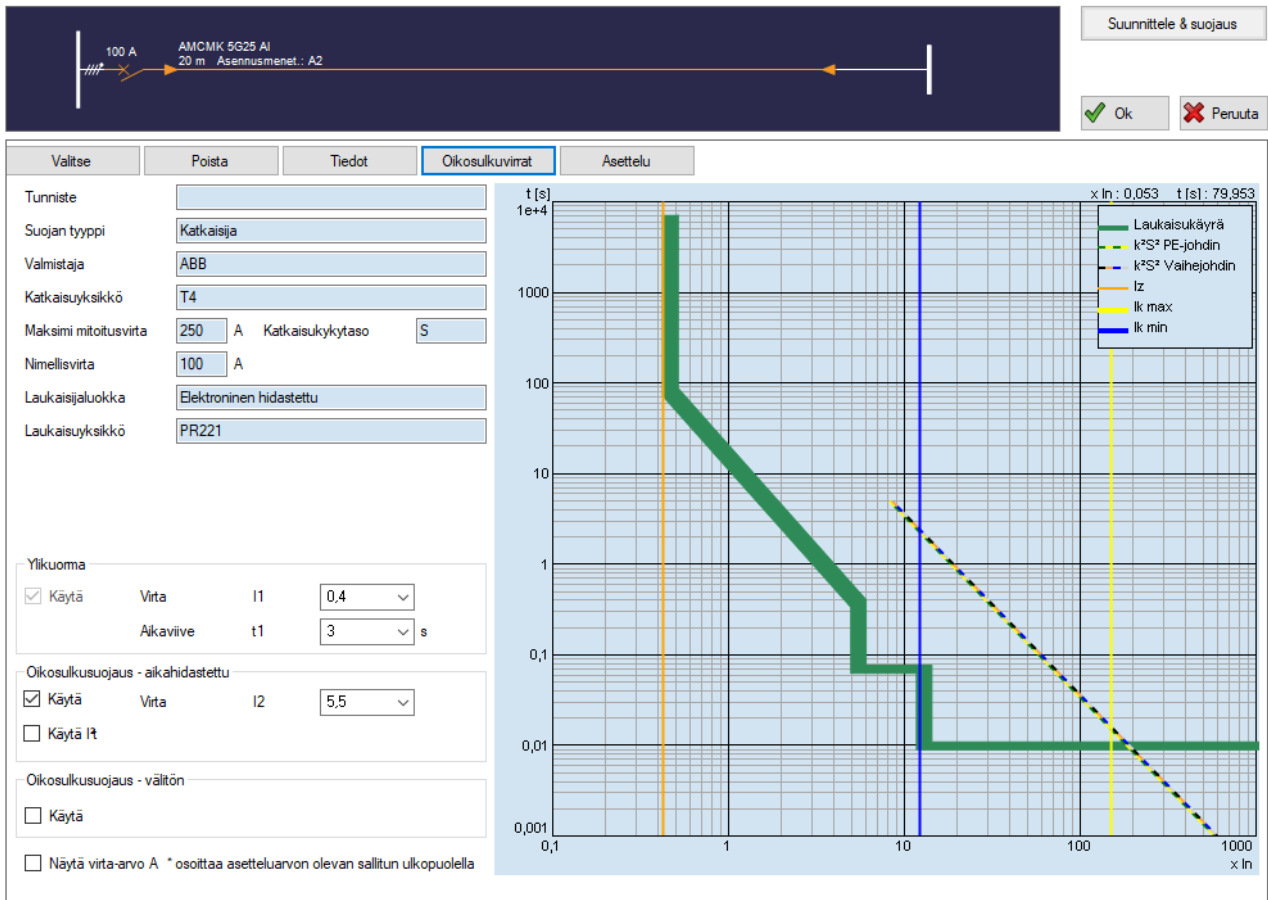 Suunnittele & suojaus
100 A
AMCMK 5G25 Al
20 m Asennusmenet.: A2
Ok
Peruuta
Valitse
Poista
Tiedot
Oikosulkuvirrat
Asettelu
Tunniste
Suojan tyyppi Katkaisija
Valmistaja ABB
Katkaisuyksikkö T4
Maksimi mitoitusvirta 250 A Katkaisukykytaso S
Nimellisvirta 100 A
Laukaisijaluokka Elektroninen hidastettu
Laukaisuyksikkö PR221
Ylikuorma
Käytä Virta I1 0,4
Aikaviive t1 3 s
Oikosulkusuojaus - aikahidastettu
Käytä Virta I2 5,5
Käytä I²t
Oikosulkusuojaus - välitön
Käytä
Näytä virta-arvo A * osoittaa asetteluarvon olevan sallitun ulkopuolella
t [s]
x In : 0,053 t [s] : 79,953
1e+4
1000
100
10
1
0,1
0,01
0,001
0,1
1
10
100
1000
x In
Laukaisukäyrä
k²S² PE-johdin
k²S² Vaihejohdin
Iz
Ik max
Ik min